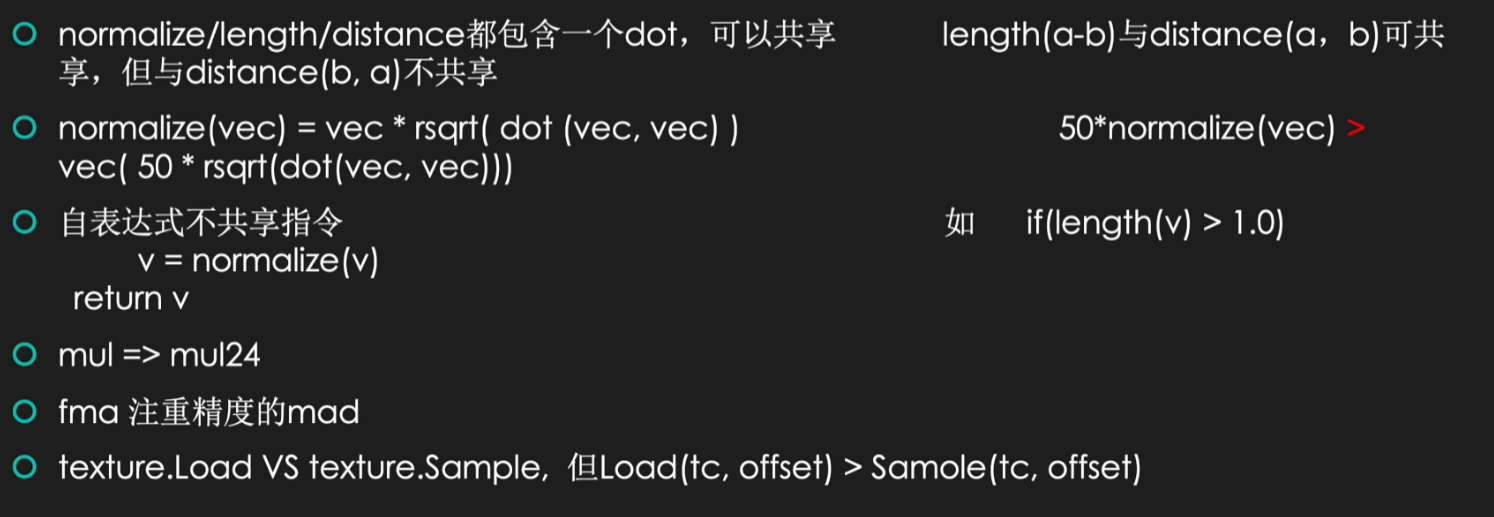 normalize/length/distance都包含一个dot，可以共享 length(a-b)与distance(a，b)可共
享，但与distance(b, a)不共享
normalize(vec) = vec * rsqrt( dot (vec, vec) ) 50*normalize(vec) >
vec( 50 * rsqrt(dot(vec, vec)))
自表达式不共享指令 如 if(length(v) > 1.0)
v = normalize(v)
return v
mul => mul24
fma 注重精度的mad
texture.Load VS texture.Sample, 但Load(tc, offset) > Samole(tc, offset)